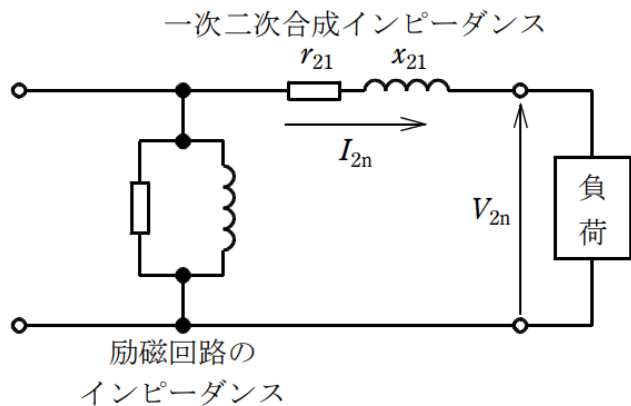 一次二次合成インピーダンス
r21 x21
I2n
V2n
負
荷
励磁回路の
インピーダンス